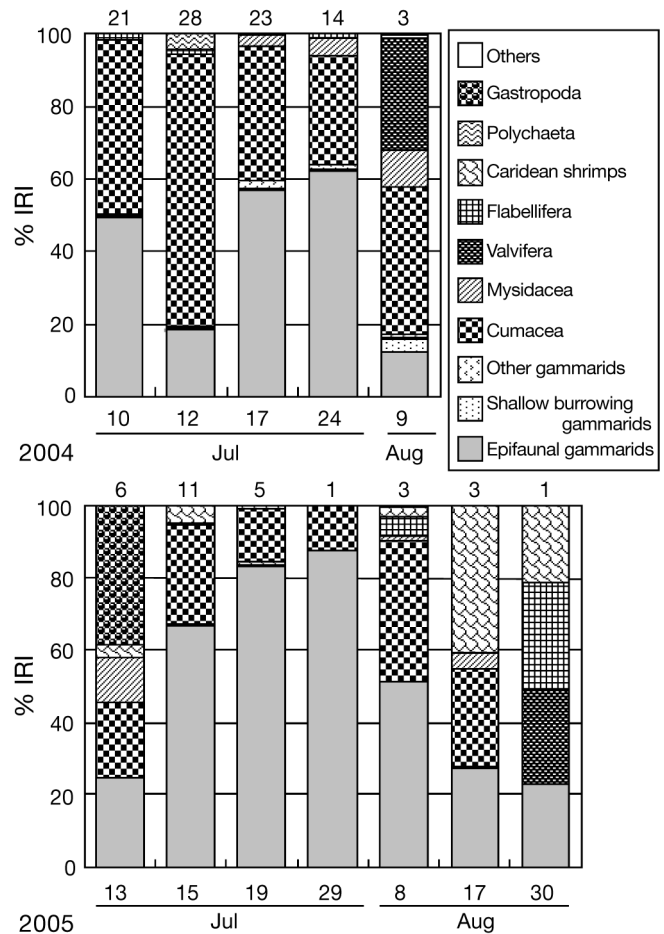 21 28 23 14 3
100
80
60
40
20
0
% IRI
10 12 17 24 9
2004 Jul Aug
Others
Gastropoda
Polychaeta
Caridean shrimps
Flabellifera
Valvifera
Mysidacea
Cumacea
Other gammarids
Shallow burrowing
gammarids
Epifaunal gammarids
6 11 5 1 3 3 1
100
80
60
40
20
0
% IRI
13 15 19 29 8 17 30
2005 Jul Aug